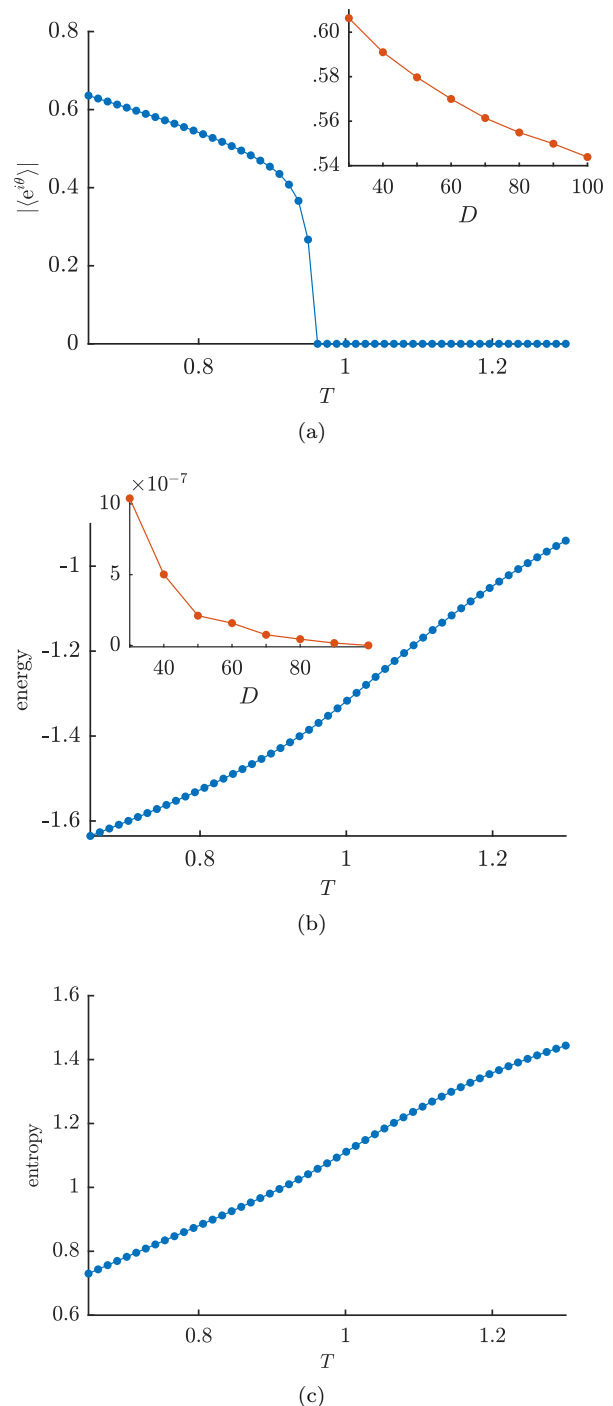 0.8
0.6
0.4
0.2
0
|⟨e^{iθ}⟩|
0.8 1 1.2
T
.60
.58
.56
.54
40 60 80 100
D
(a)
×10^{−7}
10
5
0
40 60 80
D
-1
-1.2
-1.4
-1.6
energy
0.8 1 1.2
T
(b)
1.6
1.4
1.2
1
0.8
0.6
entropy
0.8 1 1.2
T
(c)